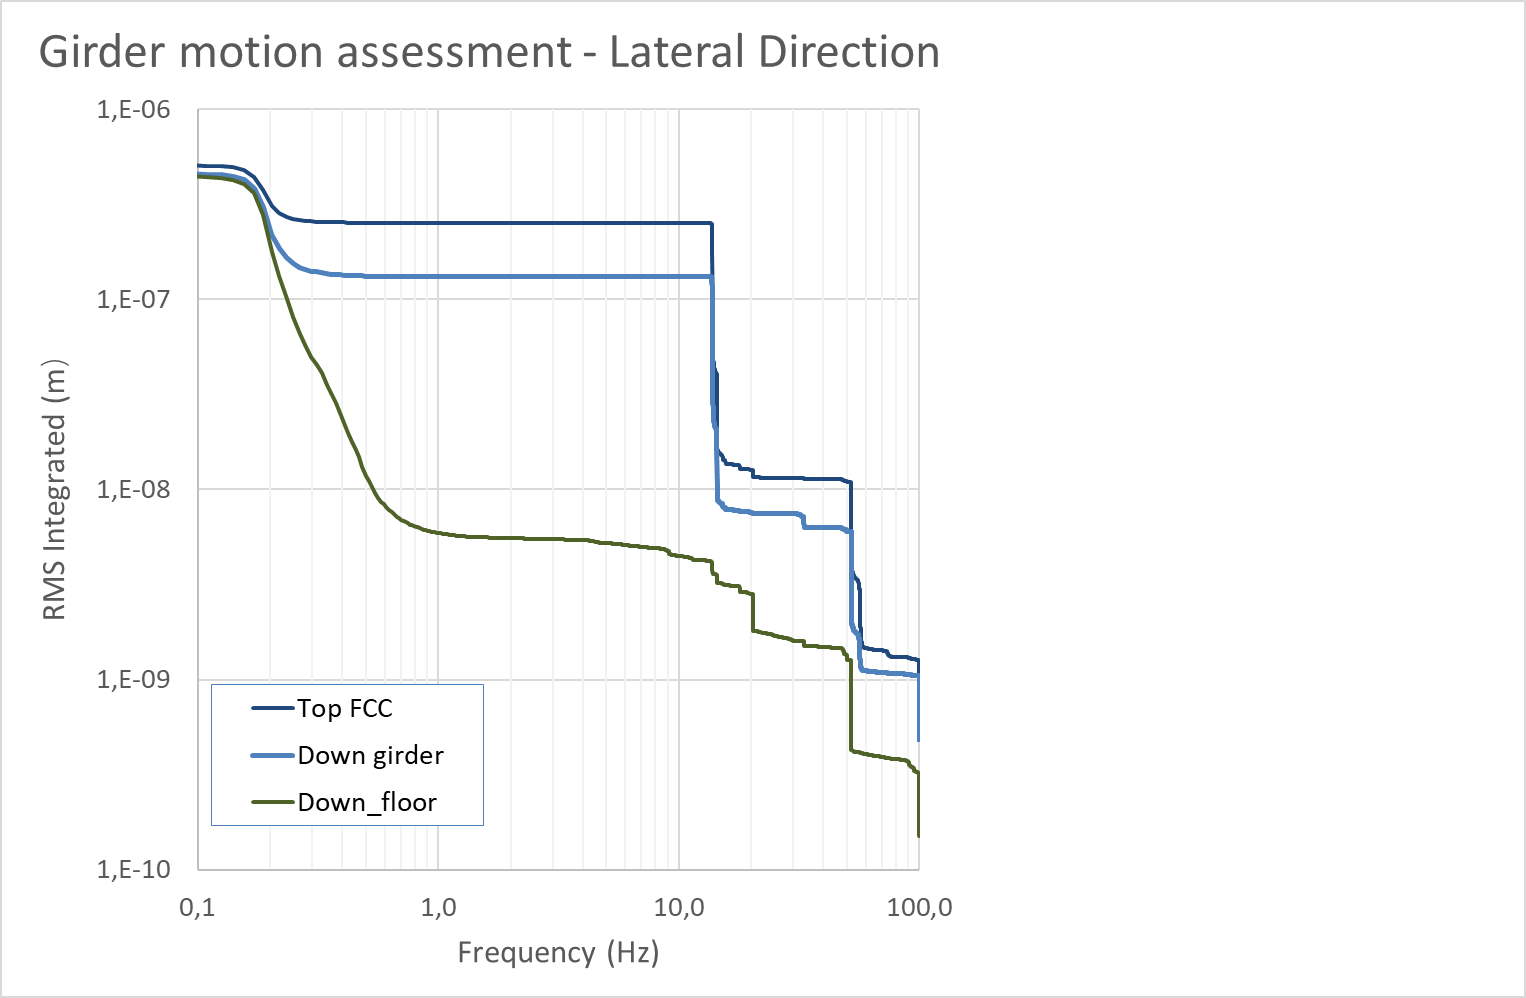 Girder motion assessment - Lateral Direction
1,E-06
1,E-07
1,E-08
1,E-09
1,E-10
RMS Integrated (m)
Top FCC
Down girder
Down_floor
0,1
1,0
10,0
100,0
Frequency (Hz)